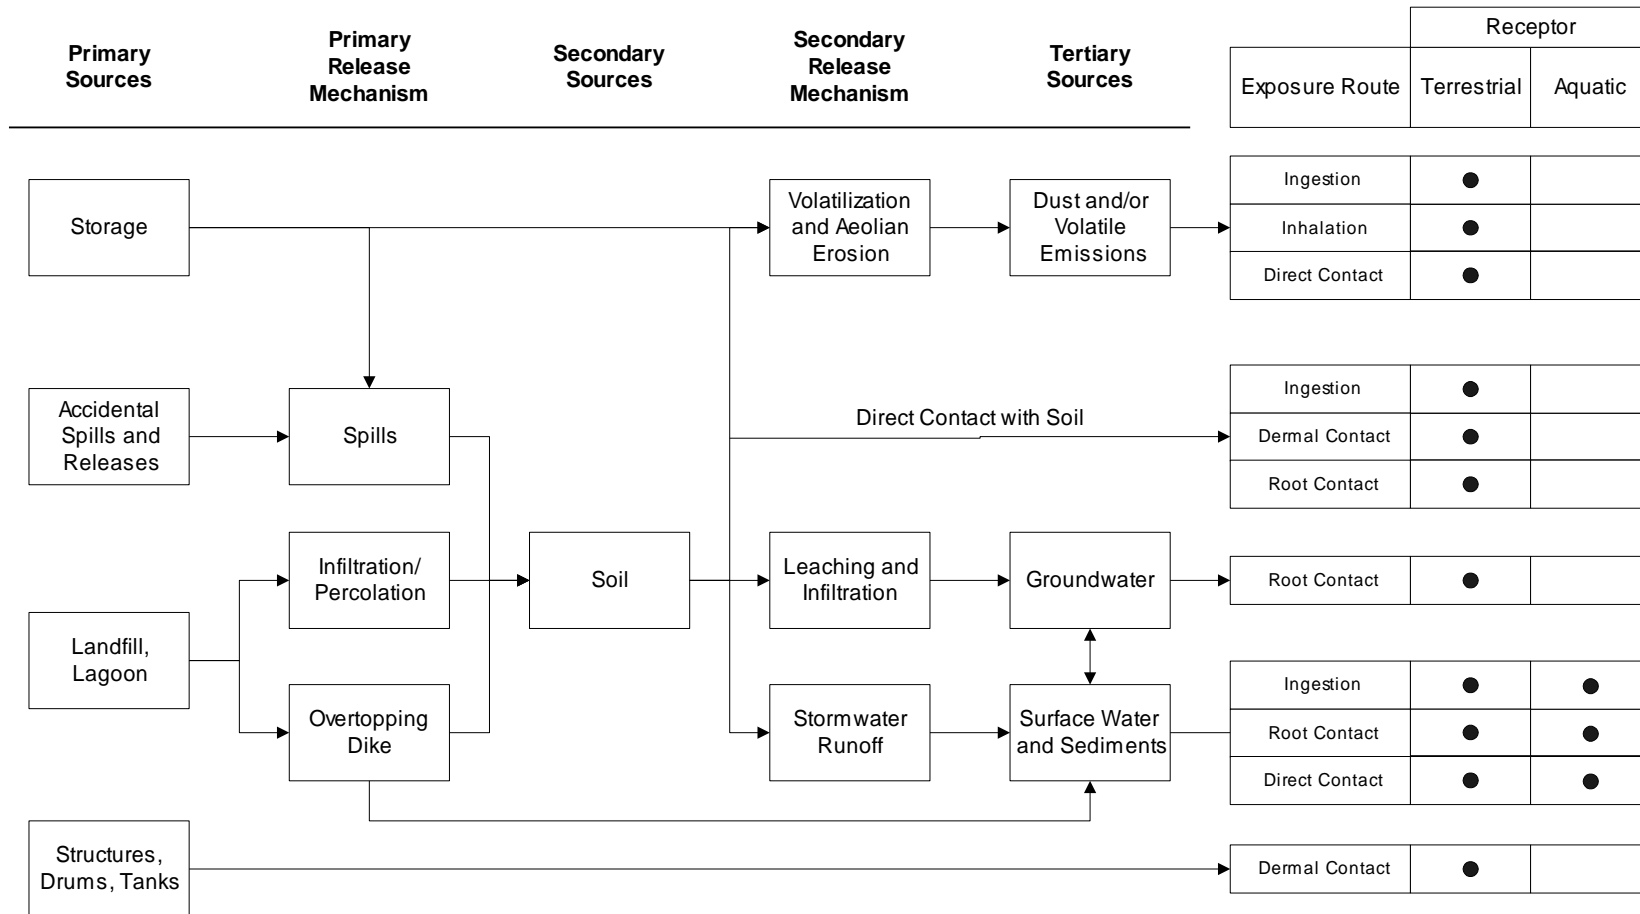 Primary
Sources
Primary
Release
Mechanism
Secondary
Sources
Secondary
Release
Mechanism
Tertiary
Sources
Receptor
Exposure Route
Terrestrial
Aquatic
Storage
Volatilization
and Aeolian
Erosion
Dust and/or
Volatile
Emissions
Ingestion
Inhalation
Direct Contact
Accidental
Spills and
Releases
Spills
Direct Contact with Soil
Ingestion
Dermal Contact
Root Contact
Infiltration/
Percolation
Soil
Leaching and
Infiltration
Groundwater
Root Contact
Landfill,
Lagoon
Overtopping
Dike
Stormwater
Runoff
Surface Water
and Sediments
Ingestion
Root Contact
Direct Contact
Structures,
Drums, Tanks
Dermal Contact